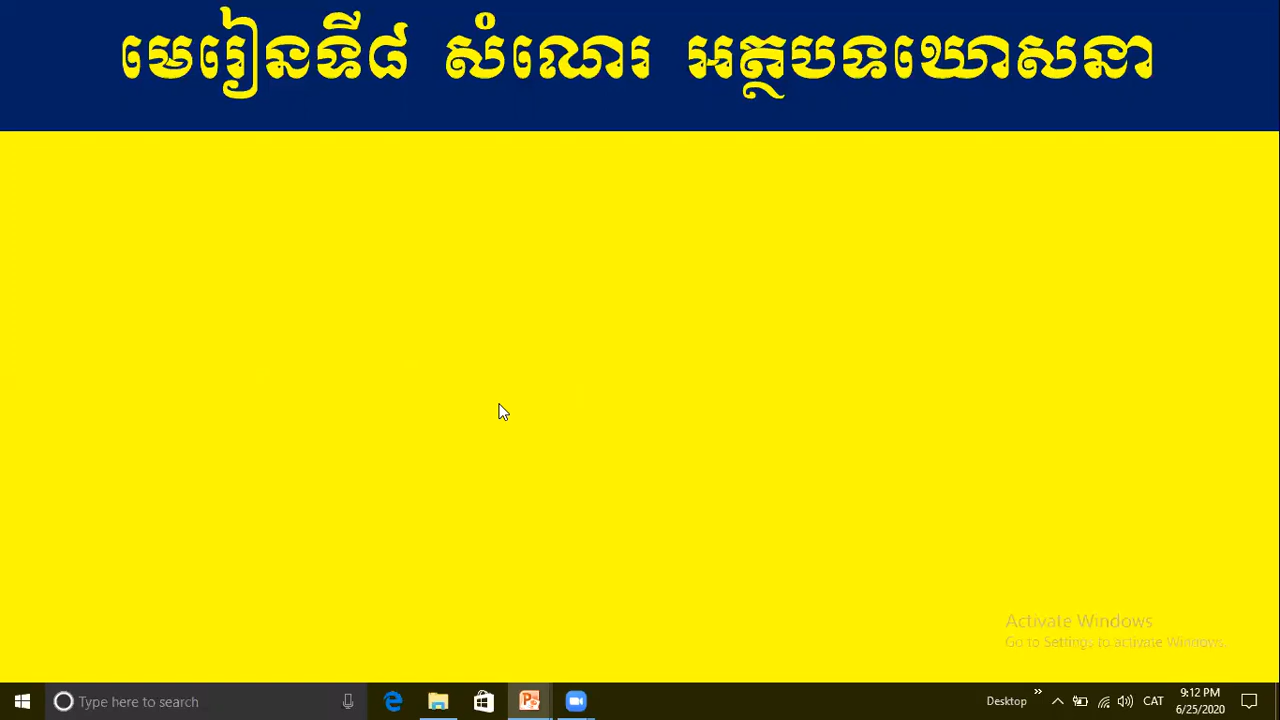 មេរៀនទី៨ សំណេរ អត្ថបទឃោសនា
Activate Windows
Go to Settings to activate Windows.
Type here to search
Desktop
CAT
9:12 PM
6/25/2020